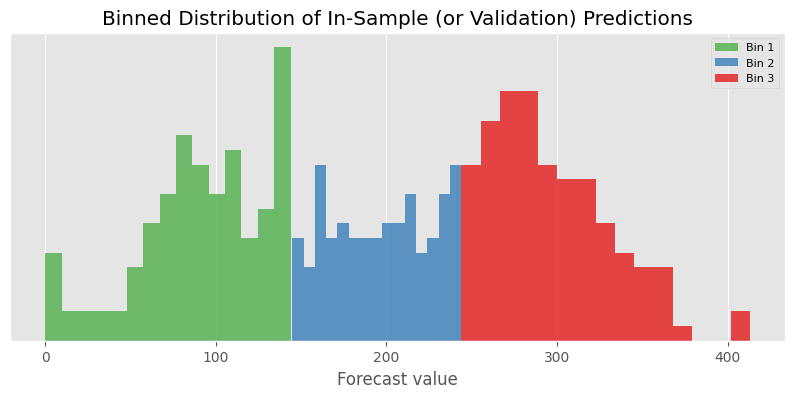 Binned Distribution of In-Sample (or Validation) Predictions
Bin 1
Bin 2
Bin 3
0 100 200 300 400
Forecast value